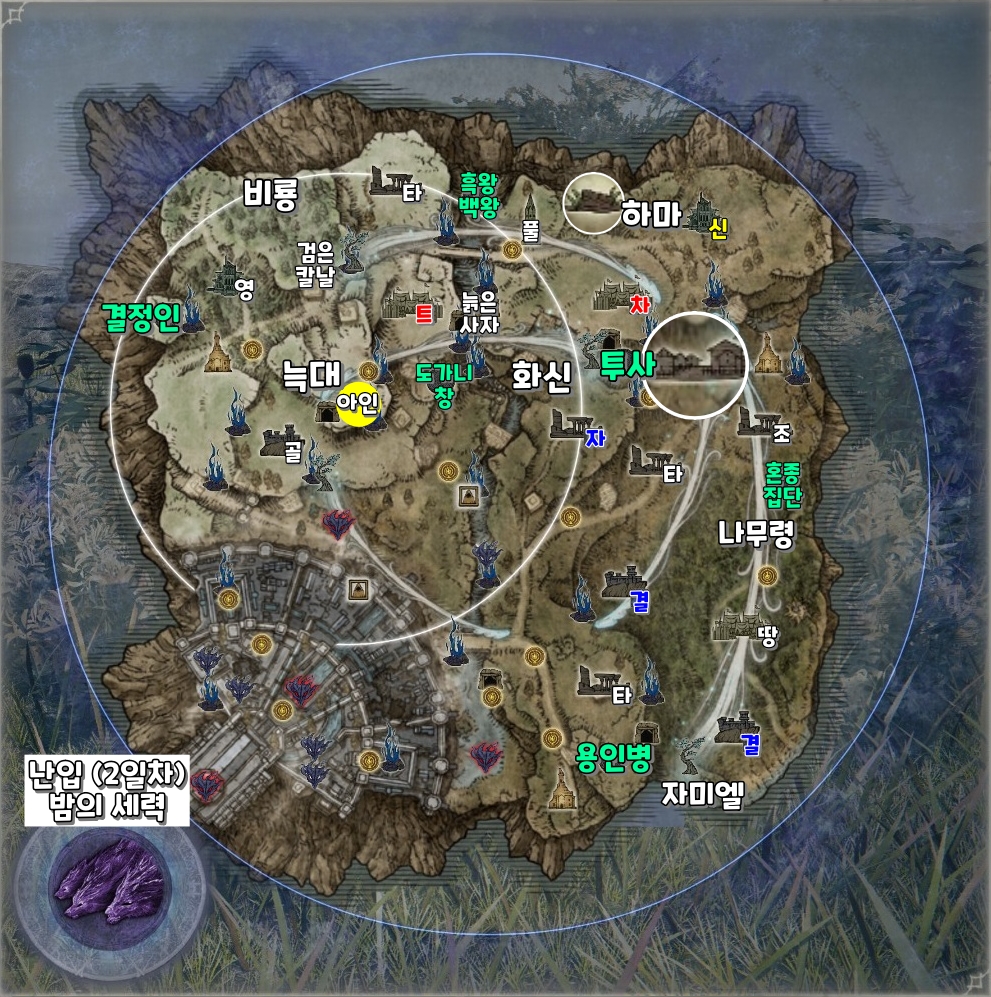 비룡
타
흑왕
백왕
풀
하마
신
검은
칼날
영
결정인
트
늙은
사자
차
늑대
아인
도가니
창
화신
투사
골
자
타
조
혼종
집단
나무령
결
땅
타
결
용인병
자미엘
난입 (2일차)
밤의 세력